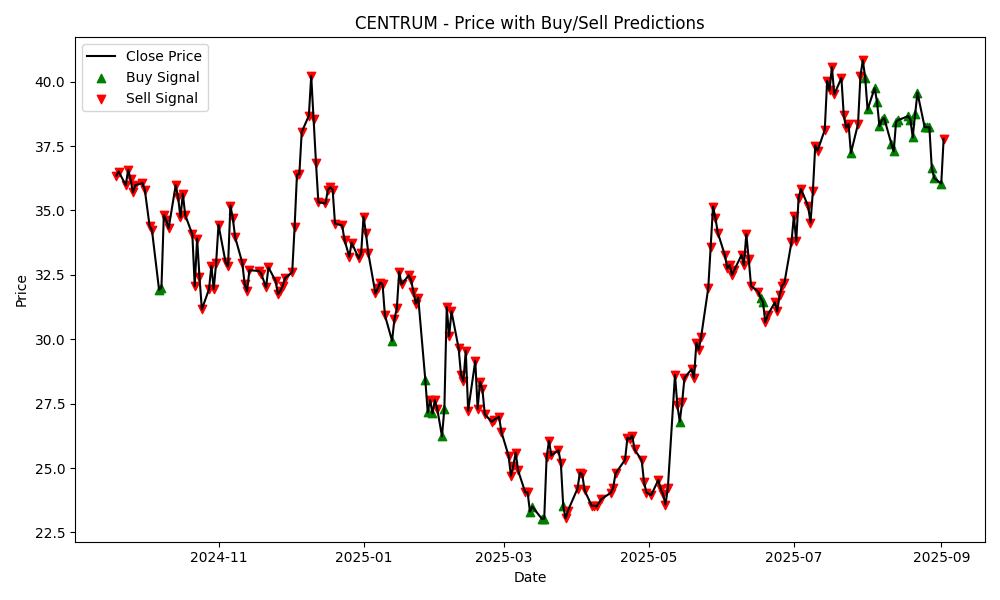 CENTRUM - Price with Buy/Sell Predictions
Close Price
Buy Signal
Sell Signal
Price
40.0
37.5
35.0
32.5
30.0
27.5
25.0
22.5
2024-11
2025-01
2025-03
2025-05
2025-07
2025-09
Date